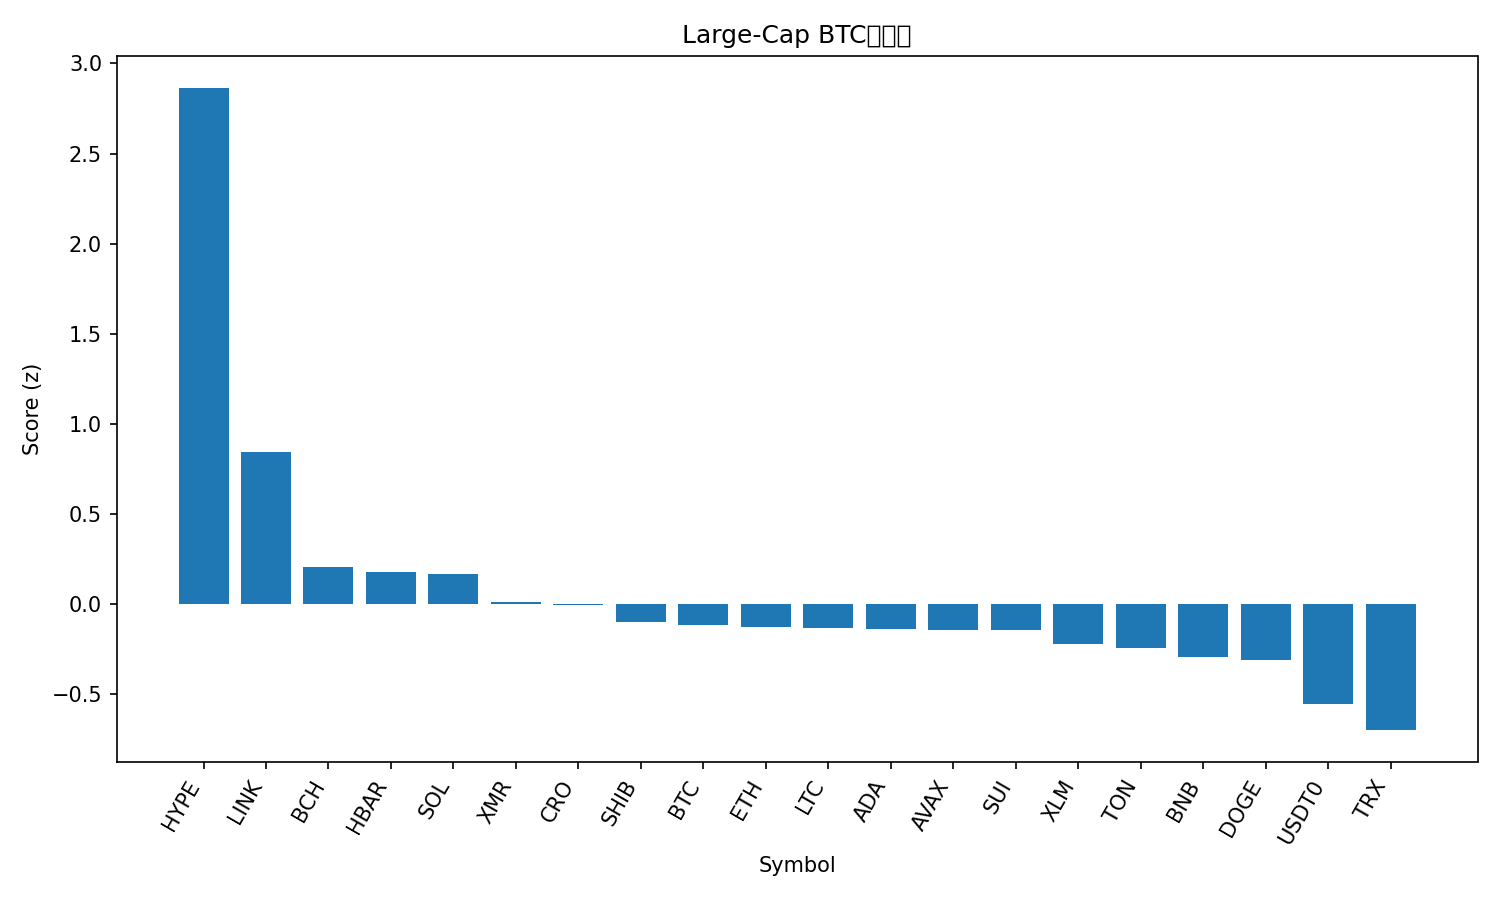 Large-Cap BTC
3.0
2.5
2.0
1.5
1.0
0.5
0.0
−0.5
Score (z)
HYPE
LINK
BCH
HBAR
SOL
XMR
CRO
SHIB
BTC
ETH
LTC
ADA
AVAX
SUI
XLM
TON
BNB
DOGE
USDT0
TRX
Symbol